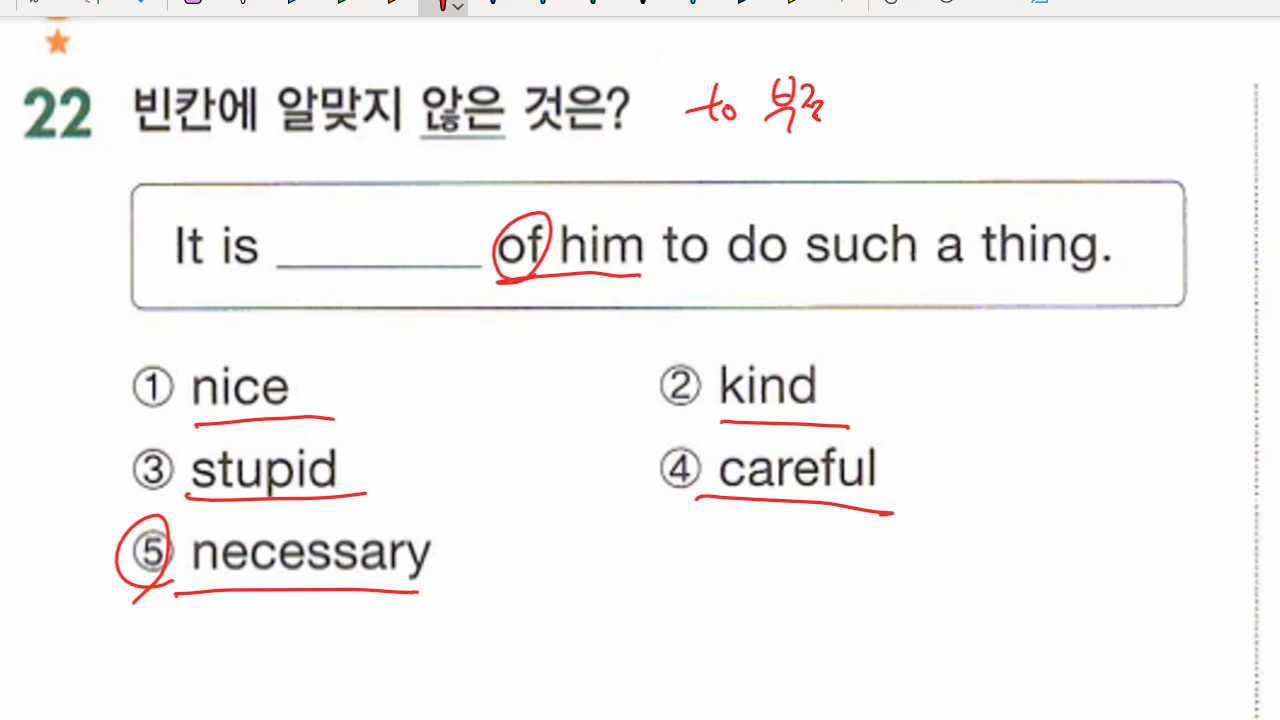 22 빈칸에 알맞지 않은 것은? to 부정
It is ________ of him to do such a thing.
① nice ② kind
③ stupid ④ careful
⑤ necessary